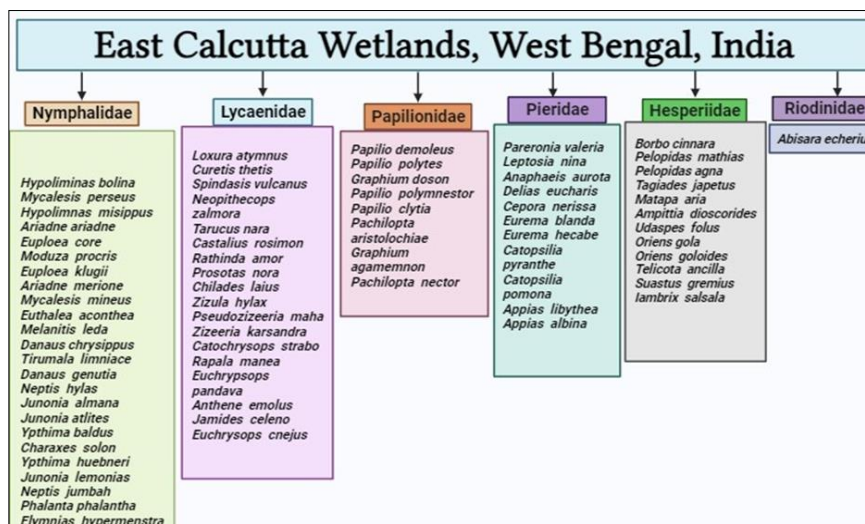 East Calcutta Wetlands, West Bengal, India
Nymphalidae
Hypoliminas bolina
Mycalesis perseus
Hypolimnas misippus
Ariadne ariadne
Euploea core
Moduza procris
Euploea klugii
Ariadne merione
Mycalesis mineus
Euthalea aconthea
Melanitis leda
Danaus chrysippus
Tirumala limniace
Danaus genutia
Neptis hylas
Junonia almana
Junonia atlites
Ypthima baldus
Charaxes solon
Ypthima huebneri
Junonia lemonias
Neptis jumbah
Phalanta phalantha
Elymnias hypermenstra
Lycaenidae
Loxura atymnus
Curetis thetis
Spindasis vulcanus
Neopithecops
zalmora
Tarucus nara
Castalius rosimon
Rathinda amor
Prosotas nora
Chilades laius
Zizula hylax
Pseudozizeeria maha
Zizeeria karsandra
Catochrysops strabo
Rapala manea
Euchrypsops
pandava
Anthene emolus
Jamides celeno
Euchrysops cnejus
Papilionidae
Papilio demoleus
Papilio polytes
Graphium doson
Papilio polymnestor
Papilio clytia
Pachilopta
aristolochiae
Graphium
agamemnon
Pachilopta nector
Pieridae
Pareronia valeria
Leptosia nina
Anaphaeis aurota
Delias eucharis
Cepora nerissa
Eurema blanda
Eurema hecabe
Catopsilia
pyranthe
Catopsilia
pomona
Appias libythea
Appias albina
Hesperiidae
Borbo cinnara
Pelopidas mathias
Pelopidas agna
Tagiades japetus
Matapa aria
Ampittia dioscorides
Udaspes folus
Oriens gola
Oriens goloides
Telicota ancilla
Suastus gremius
Iambrix salsala
Riodinidae
Abisara echeriu